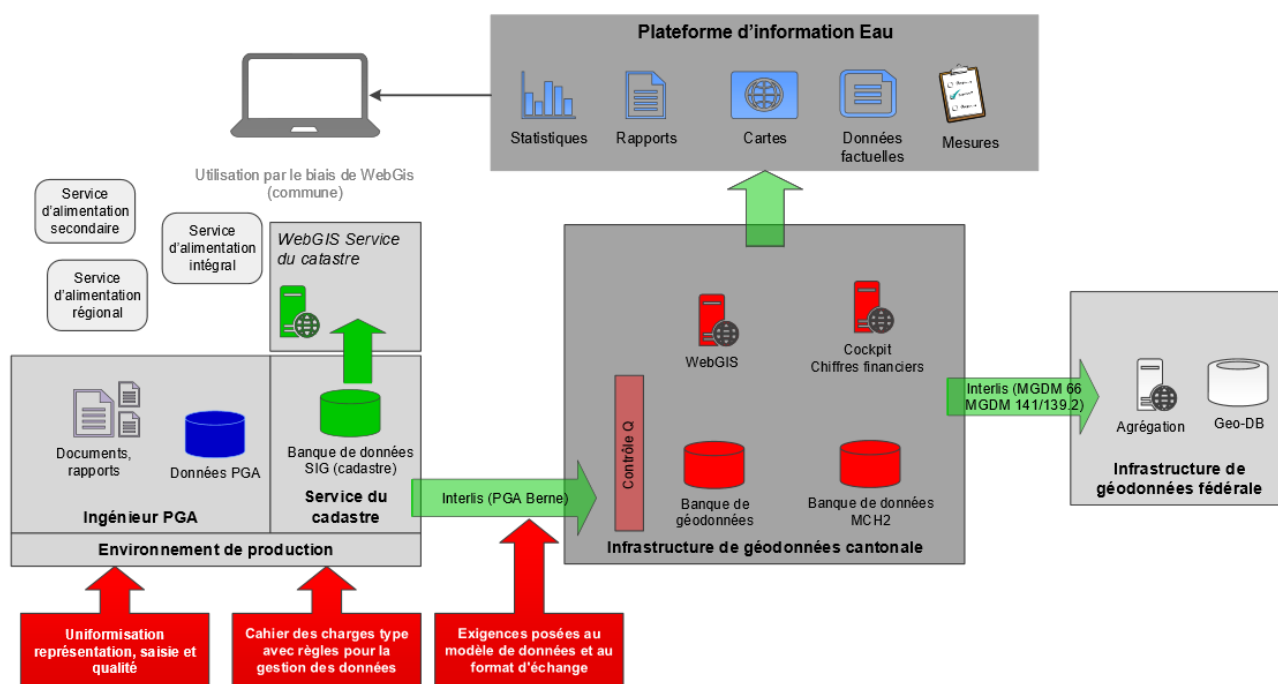 Plateforme d'information Eau
Statistiques
Rapports
Cartes
Données
factuelles
Mesures
Utilisation par le biais de WebGis
(commune)
Service
d'alimentation
secondaire
Service
d'alimentation
intégral
Service
d'alimentation
régional
WebGIS Service
du catastre
WebGIS
Cockpit
Chiffres financiers
Documents,
rapports
Données PGA
Banque de données
SIG (cadastre)
Ingénieur PGA
Service du
cadastre
Environnement de production
Interlis (PGA Berne)
Contrôle Q
Banque de
géodonnées
Banque de données
MCH2
Infrastructure de géodonnées cantonale
Interlis (MGDM 66
MGDM 141/139.2)
Agrégation
Geo-DB
Infrastructure de
géodonnées fédérale
Uniformisation
représentation, saisie et
qualité
Cahier des charges type
avec règles pour la
gestion des données
Exigences posées au
modèle de données et au
format d'échange